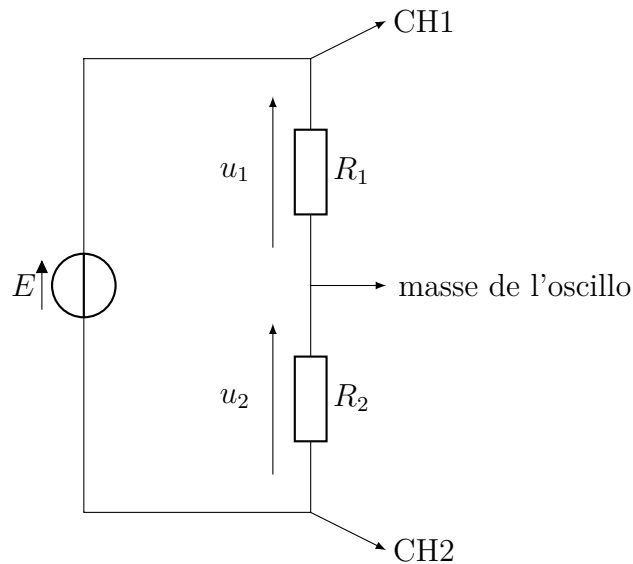 CH1
u₁
R₁
E
masse de l'oscillo
u₂
R₂
CH2